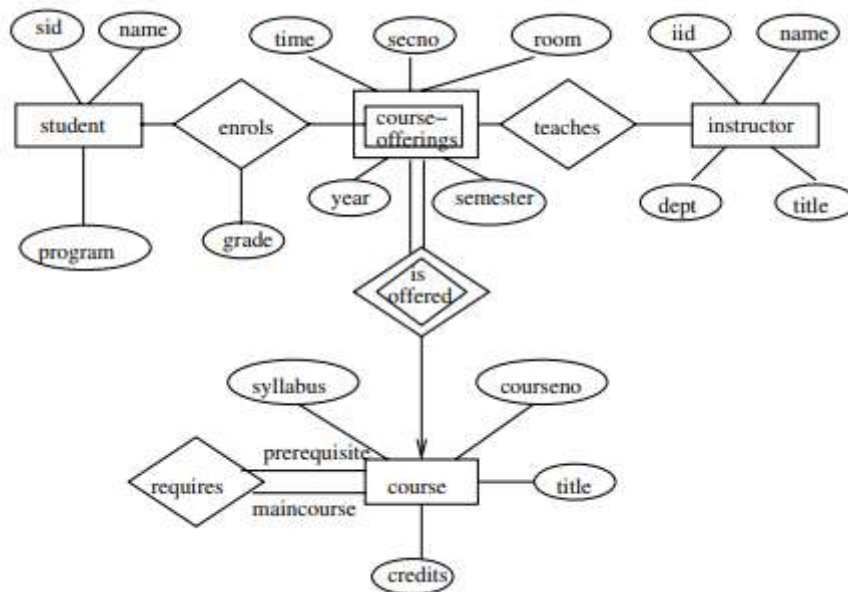 sid
name
time
secno
room
iid
name
student
enrols
course–
offerings
teaches
instructor
year
semester
dept
title
program
grade
is
offered
syllabus
courseno
prerequisite
requires
course
title
maincourse
credits